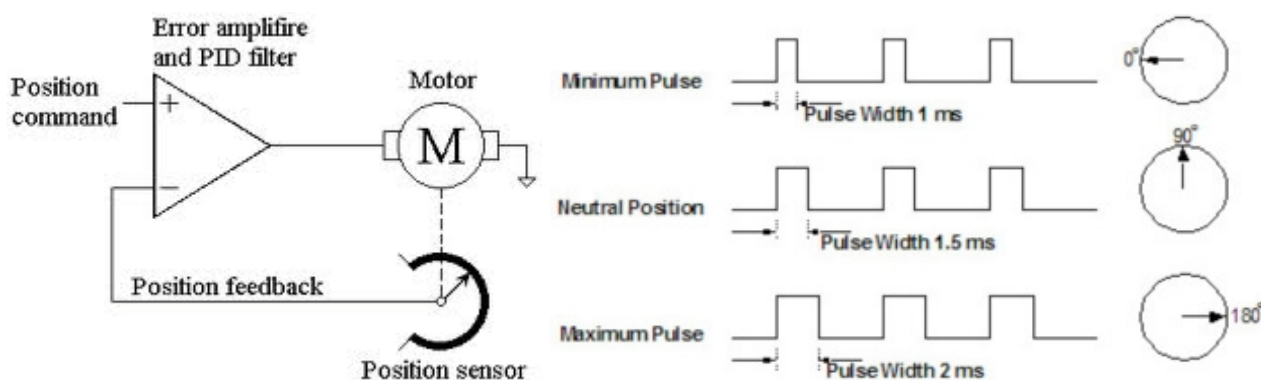 Error amplifire
and PID filter
Position
command
+
−
Motor
M
Position feedback
Position sensor
Minimum Pulse
Pulse Width 1 ms
0°
Neutral Position
Pulse Width 1.5 ms
90°
Maximum Pulse
Pulse Width 2 ms
180°